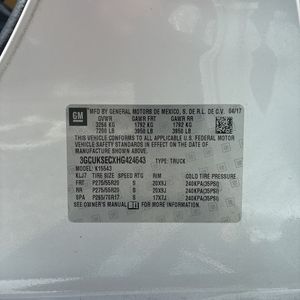 GM
MFD BY GENERAL MOTORS DE MEXICO, S. DE R.L. DE C.V. 04/17
GVWR GAWR FRT GAWR RR
3266 KG 1792 KG 1792 KG
7200 LB 3950 LB 3950 LB
THIS VEHICLE CONFORMS TO ALL APPLICABLE U.S. FEDERAL MOTOR
VEHICLE SAFETY STANDARDS IN EFFECT ON THE DATE
OF MANUFACTURE SHOWN ABOVE.
3GCUKSECXHG424643 TYPE: TRUCK
MODEL: K15543
TIRE SIZE SPEED RTG RIM COLD TIRE PRESSURE
FRT P275/55R20 S 20X9J 240KPA(35PSI)
RR P275/55R20 S 20X9J 240KPA(35PSI)
SPA P265/70R17 S 17X7J 240KPA(35PSI)
SEE OWNER'S MANUAL